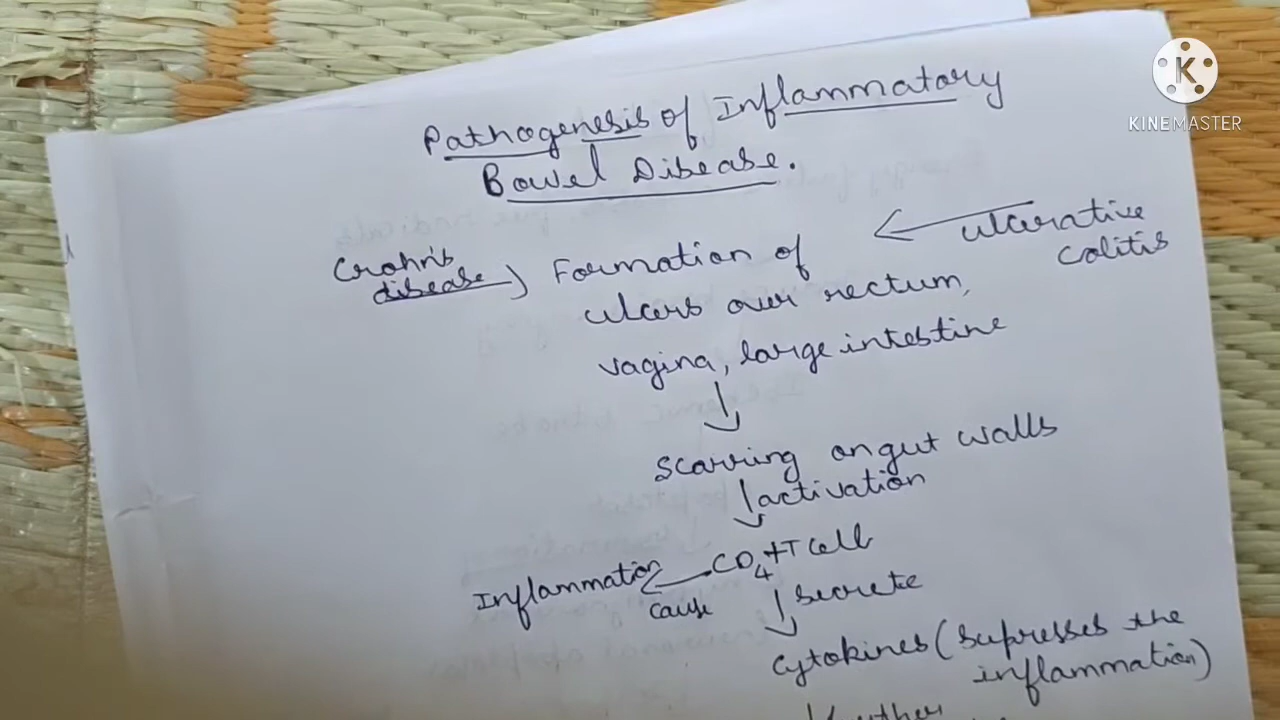 KINEMASTER
Pathogenesis of Inflammatory
Bowel Disease.
ulcerative
colitis
Crohn's
disease
Formation of
ulcers over rectum,
vagina, large intestine
Scarring on gut walls
activation
CD4+T cell
Inflammation
cause
secrete
Cytokines (supresses the
inflammation)